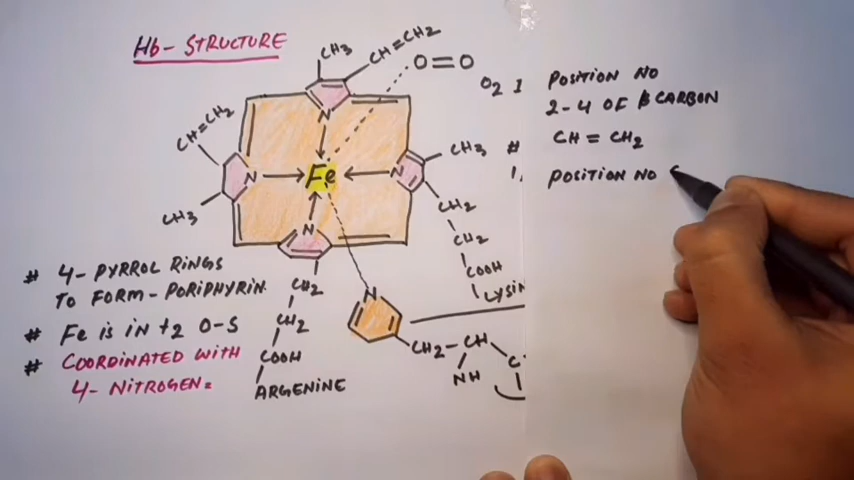 Hb- STRUCTURE
CH3
CH=CH2
O=O
O2 I
CH=CH2
N
N
Fe
N
N
CH3
CH3
#
1,
CH2
CH2
COOH
LYSIN
# 4-PYRROL RINGS
TO FORM-PORIPHYRIN.
# Fe is in +2 O-S
# COORDINATED WITH
4-NITROGEN=
CH2
CH2
COOH
ARGENINE
N
CH2-CH
NH
C
POSITION NO
2-4 OF β CARBON
CH = CH2
POSITION NO